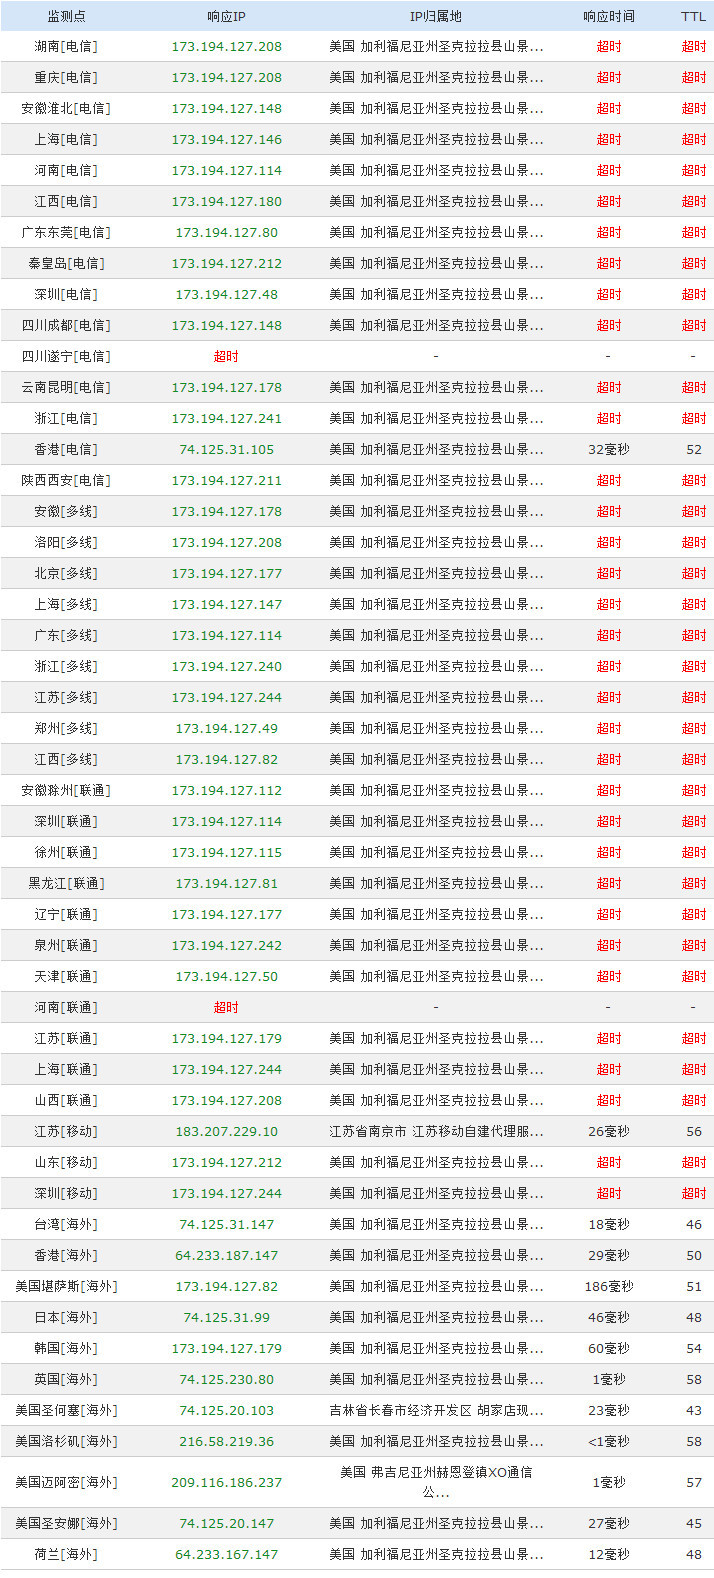 监测点 响应IP IP归属地 响应时间 TTL
湖南[电信] 173.194.127.208 美国 加利福尼亚州圣克拉拉县山景... 超时 超时
重庆[电信] 173.194.127.208 美国 加利福尼亚州圣克拉拉县山景... 超时 超时
安徽淮北[电信] 173.194.127.148 美国 加利福尼亚州圣克拉拉县山景... 超时 超时
上海[电信] 173.194.127.146 美国 加利福尼亚州圣克拉拉县山景... 超时 超时
河南[电信] 173.194.127.114 美国 加利福尼亚州圣克拉拉县山景... 超时 超时
江西[电信] 173.194.127.180 美国 加利福尼亚州圣克拉拉县山景... 超时 超时
广东东莞[电信] 173.194.127.80 美国 加利福尼亚州圣克拉拉县山景... 超时 超时
秦皇岛[电信] 173.194.127.212 美国 加利福尼亚州圣克拉拉县山景... 超时 超时
深圳[电信] 173.194.127.48 美国 加利福尼亚州圣克拉拉县山景... 超时 超时
四川成都[电信] 173.194.127.148 美国 加利福尼亚州圣克拉拉县山景... 超时 超时
四川遂宁[电信] 超时 - - -
云南昆明[电信] 173.194.127.178 美国 加利福尼亚州圣克拉拉县山景... 超时 超时
浙江[电信] 173.194.127.241 美国 加利福尼亚州圣克拉拉县山景... 超时 超时
香港[电信] 74.125.31.105 美国 加利福尼亚州圣克拉拉县山景... 32毫秒 52
陕西西安[电信] 173.194.127.211 美国 加利福尼亚州圣克拉拉县山景... 超时 超时
安徽[多线] 173.194.127.178 美国 加利福尼亚州圣克拉拉县山景... 超时 超时
洛阳[多线] 173.194.127.208 美国 加利福尼亚州圣克拉拉县山景... 超时 超时
北京[多线] 173.194.127.177 美国 加利福尼亚州圣克拉拉县山景... 超时 超时
上海[多线] 173.194.127.147 美国 加利福尼亚州圣克拉拉县山景... 超时 超时
广东[多线] 173.194.127.114 美国 加利福尼亚州圣克拉拉县山景... 超时 超时
浙江[多线] 173.194.127.240 美国 加利福尼亚州圣克拉拉县山景... 超时 超时
江苏[多线] 173.194.127.244 美国 加利福尼亚州圣克拉拉县山景... 超时 超时
郑州[多线] 173.194.127.49 美国 加利福尼亚州圣克拉拉县山景... 超时 超时
江西[多线] 173.194.127.82 美国 加利福尼亚州圣克拉拉县山景... 超时 超时
安徽滁州[联通] 173.194.127.112 美国 加利福尼亚州圣克拉拉县山景... 超时 超时
深圳[联通] 173.194.127.114 美国 加利福尼亚州圣克拉拉县山景... 超时 超时
徐州[联通] 173.194.127.115 美国 加利福尼亚州圣克拉拉县山景... 超时 超时
黑龙江[联通] 173.194.127.81 美国 加利福尼亚州圣克拉拉县山景... 超时 超时
辽宁[联通] 173.194.127.177 美国 加利福尼亚州圣克拉拉县山景... 超时 超时
泉州[联通] 173.194.127.242 美国 加利福尼亚州圣克拉拉县山景... 超时 超时
天津[联通] 173.194.127.50 美国 加利福尼亚州圣克拉拉县山景... 超时 超时
河南[联通] 超时 - - -
江苏[联通] 173.194.127.179 美国 加利福尼亚州圣克拉拉县山景... 超时 超时
上海[联通] 173.194.127.244 美国 加利福尼亚州圣克拉拉县山景... 超时 超时
山西[联通] 173.194.127.208 美国 加利福尼亚州圣克拉拉县山景... 超时 超时
江苏[移动] 183.207.229.10 江苏省南京市 江苏移动自建代理服... 26毫秒 56
山东[移动] 173.194.127.212 美国 加利福尼亚州圣克拉拉县山景... 超时 超时
深圳[移动] 173.194.127.244 美国 加利福尼亚州圣克拉拉县山景... 超时 超时
台湾[海外] 74.125.31.147 美国 加利福尼亚州圣克拉拉县山景... 18毫秒 46
香港[海外] 64.233.187.147 美国 加利福尼亚州圣克拉拉县山景... 29毫秒 50
美国堪萨斯[海外] 173.194.127.82 美国 加利福尼亚州圣克拉拉县山景... 186毫秒 51
日本[海外] 74.125.31.99 美国 加利福尼亚州圣克拉拉县山景... 46毫秒 48
韩国[海外] 173.194.127.179 美国 加利福尼亚州圣克拉拉县山景... 60毫秒 54
英国[海外] 74.125.230.80 美国 加利福尼亚州圣克拉拉县山景... 1毫秒 58
美国圣何塞[海外] 74.125.20.103 吉林省长春市经济开发区 胡家店现... 23毫秒 43
美国洛杉矶[海外] 216.58.219.36 美国 加利福尼亚州圣克拉拉县山景... <1毫秒 58
美国迈阿密[海外] 209.116.186.237 美国 弗吉尼亚州赫恩登镇XO通信 1毫秒 57
公...
美国圣安娜[海外] 74.125.20.147 美国 加利福尼亚州圣克拉拉县山景... 27毫秒 45
荷兰[海外] 64.233.167.147 美国 加利福尼亚州圣克拉拉县山景... 12毫秒 48